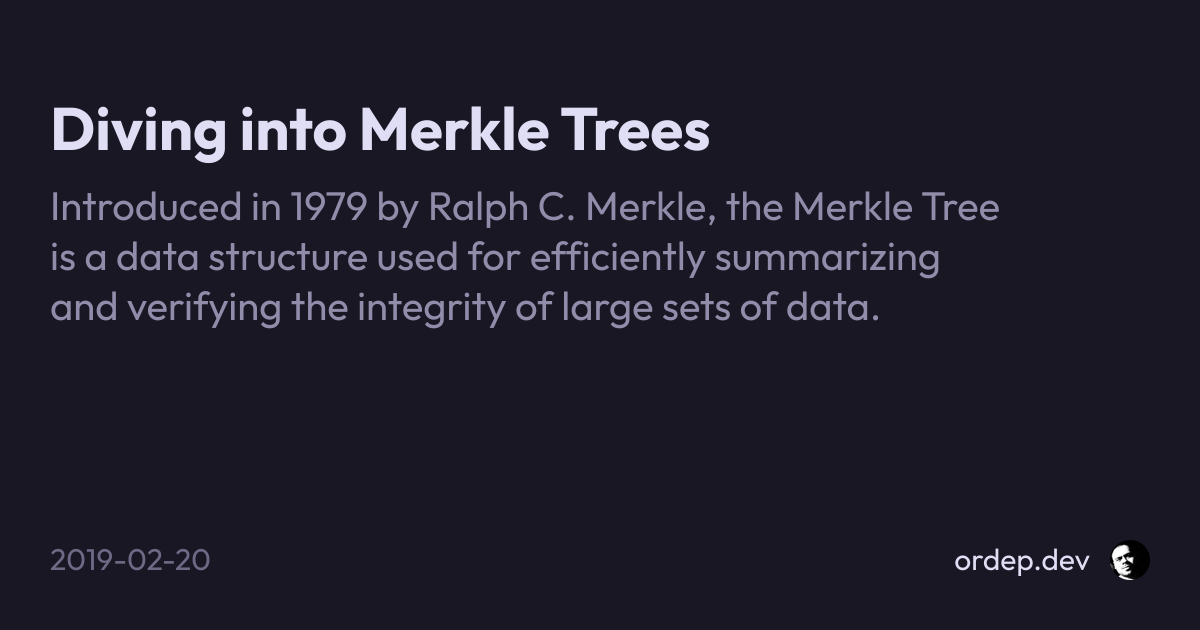 Diving into Merkle Trees
Introduced in 1979 by Ralph C. Merkle, the Merkle Tree
is a data structure used for efficiently summarizing
and verifying the integrity of large sets of data.
2019-02-20
ordep.dev